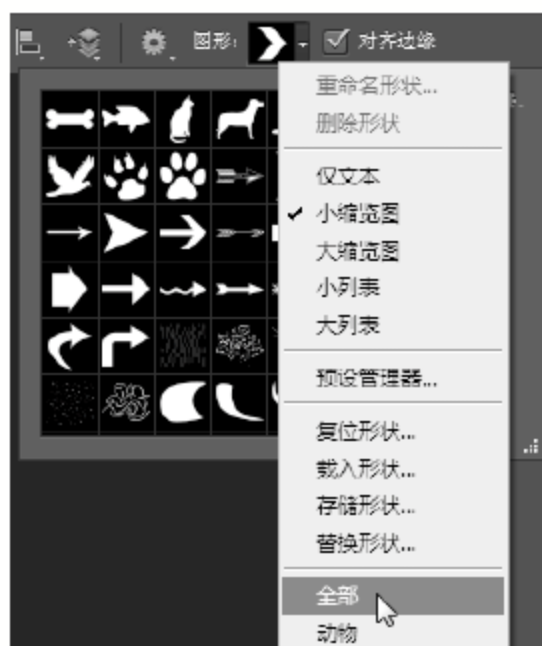 图形: 对齐边缘
重命名形状...
删除形状
仅文本
小缩览图
大缩览图
小列表
大列表
预设管理器...
复位形状...
载入形状...
存储形状...
替换形状...
全部
动物